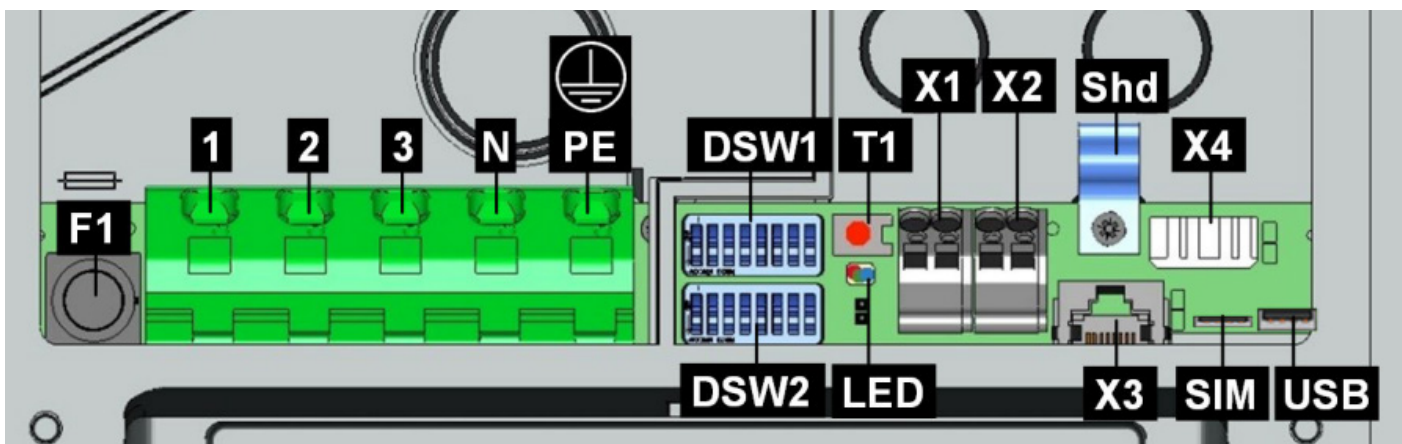 X1 X2 Shd
1 2 3 N PE DSW1 T1 X4
F1
DSW2 LED X3 SIM USB